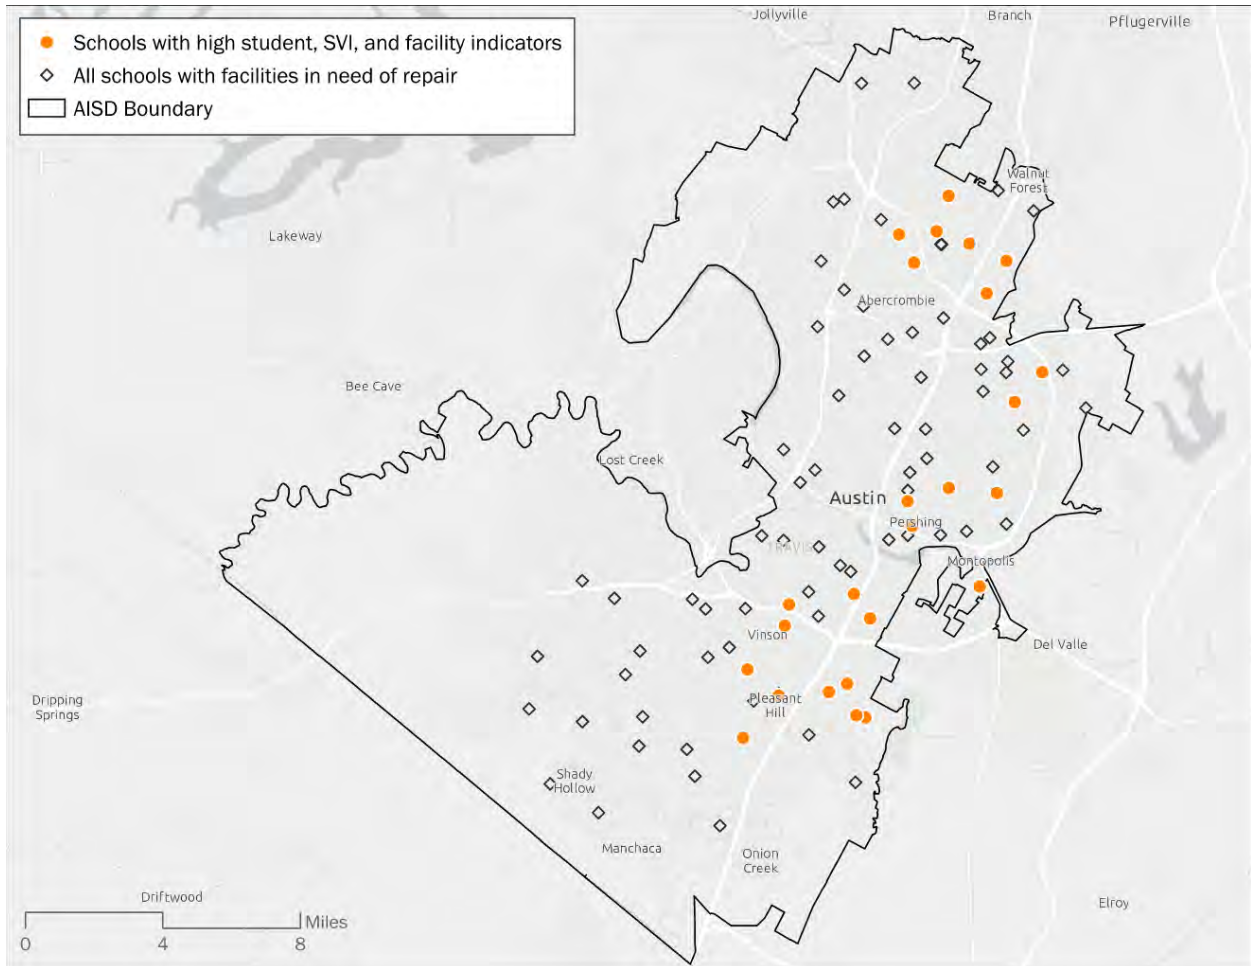 Jollyville
Branch
Pflugerville
Schools with high student, SVI, and facility indicators
All schools with facilities in need of repair
AISD Boundary
Walnut
Forest
Lakeway
Abercrombie
Bee Cave
Lost Creek
Austin
Pershing
TRAVIS
Montopolis
Vinson
Del Valle
Dripping
Springs
Pleasant
Hill
Shady
Hollow
Manchaca
Onion
Creek
Driftwood
Elroy
Miles
0 4 8